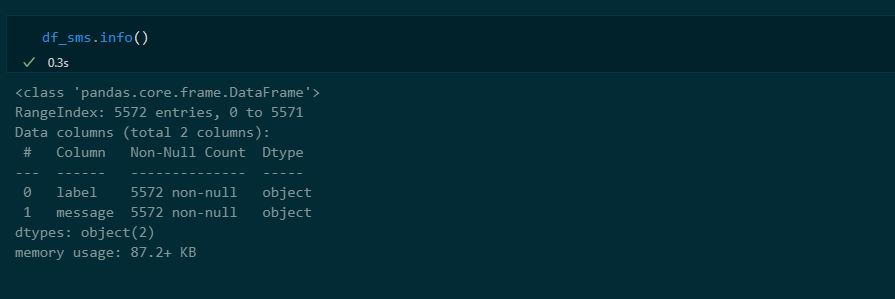 df_sms.info()
✓ 0.3s
<class 'pandas.core.frame.DataFrame'>
RangeIndex: 5572 entries, 0 to 5571
Data columns (total 2 columns):
 #   Column   Non-Null Count  Dtype
---  ------   --------------  -----
 0   label    5572 non-null   object
 1   message  5572 non-null   object
dtypes: object(2)
memory usage: 87.2+ KB